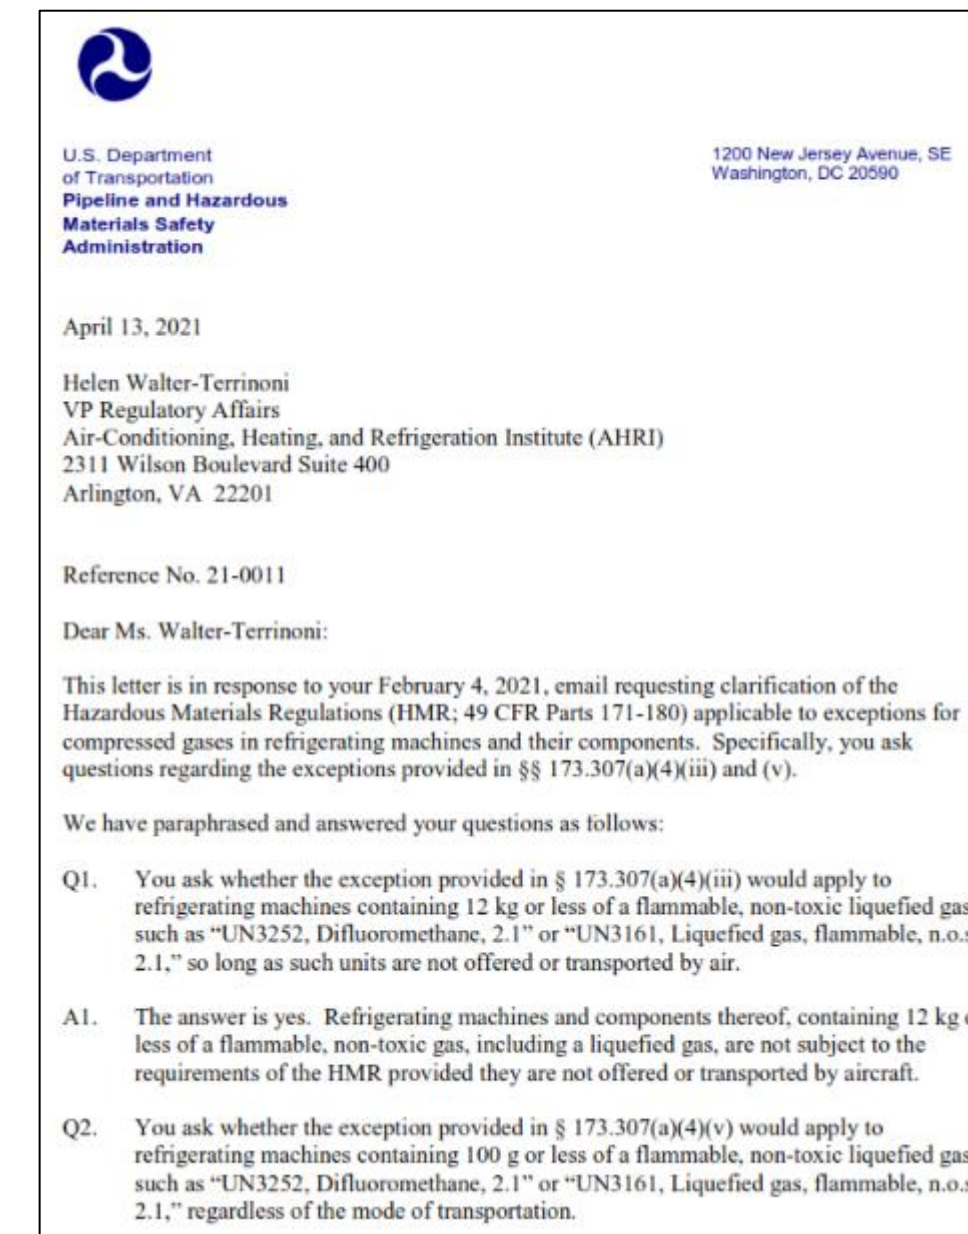 U.S. Department
of Transportation
Pipeline and Hazardous
Materials Safety
Administration
1200 New Jersey Avenue, SE
Washington, DC 20590
April 13, 2021
Helen Walter-Terrinoni
VP Regulatory Affairs
Air-Conditioning, Heating, and Refrigeration Institute (AHRI)
2311 Wilson Boulevard Suite 400
Arlington, VA 22201
Reference No. 21-0011
Dear Ms. Walter-Terrinoni:
This letter is in response to your February 4, 2021, email requesting clarification of the
Hazardous Materials Regulations (HMR; 49 CFR Parts 171-180) applicable to exceptions for
compressed gases in refrigerating machines and their components. Specifically, you ask
questions regarding the exceptions provided in §§ 173.307(a)(4)(iii) and (v).
We have paraphrased and answered your questions as follows:
Q1. You ask whether the exception provided in § 173.307(a)(4)(iii) would apply to
refrigerating machines containing 12 kg or less of a flammable, non-toxic liquefied gas
such as “UN3252, Difluoromethane, 2.1” or “UN3161, Liquefied gas, flammable, n.o.s
2.1,” so long as such units are not offered or transported by air.
A1. The answer is yes. Refrigerating machines and components thereof, containing 12 kg
less of a flammable, non-toxic gas, including a liquefied gas, are not subject to the
requirements of the HMR provided they are not offered or transported by aircraft.
Q2. You ask whether the exception provided in § 173.307(a)(4)(v) would apply to
refrigerating machines containing 100 g or less of a flammable, non-toxic liquefied gas
such as “UN3252, Difluoromethane, 2.1” or “UN3161, Liquefied gas, flammable, n.o.s
2.1,” regardless of the mode of transportation.